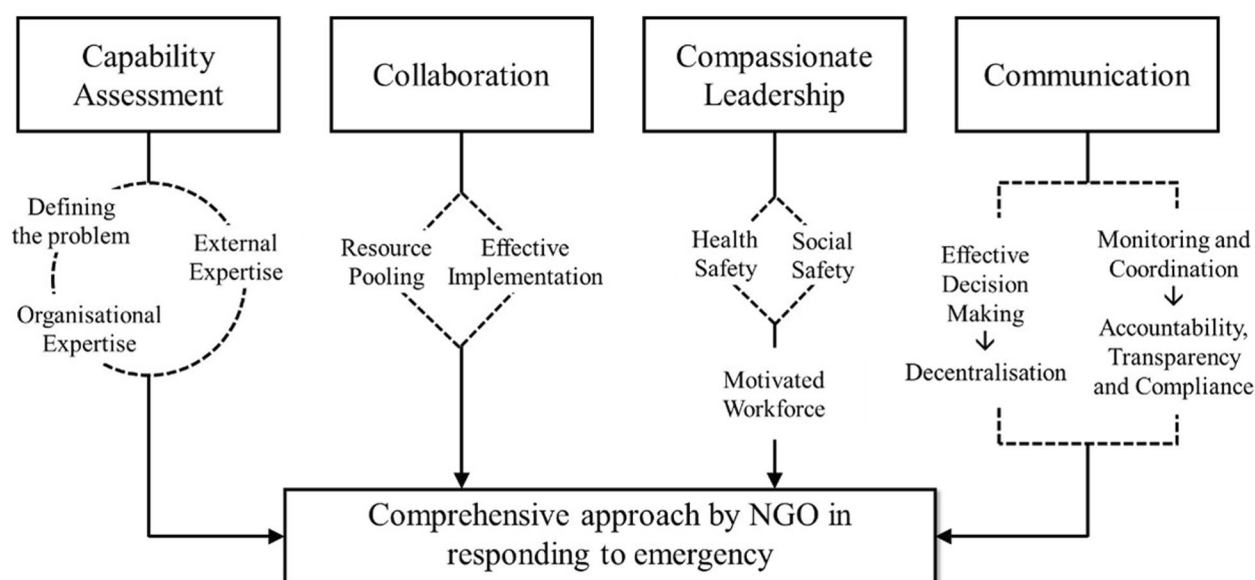 Capability
Assessment
Collaboration
Compassionate
Leadership
Communication
Defining
the problem
External
Expertise
Organisational
Expertise
Resource
Pooling
Effective
Implementation
Health
Safety
Social
Safety
Motivated
Workforce
Effective
Decision
Making
Decentralisation
Monitoring and
Coordination
Accountability,
Transparency
and Compliance
Comprehensive approach by NGO in
responding to emergency